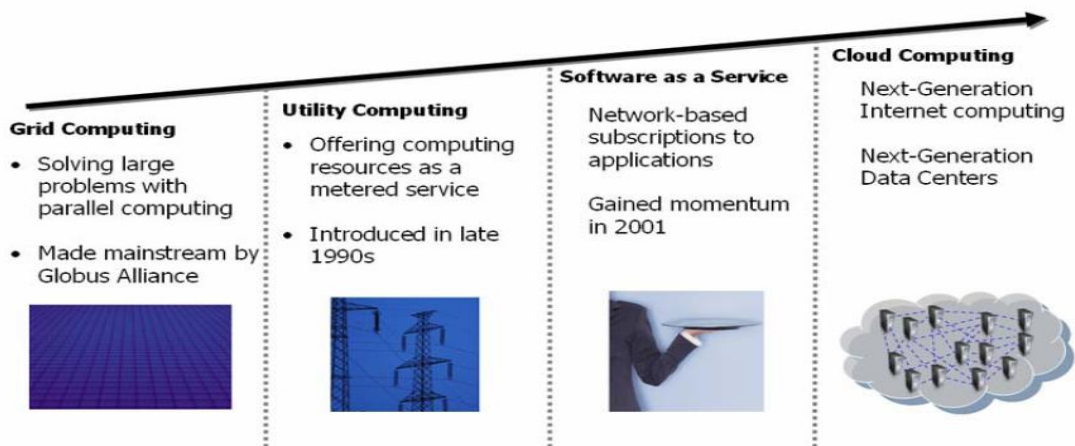 Grid Computing
• Solving large
problems with
parallel computing
• Made mainstream by
Globus Alliance
Utility Computing
• Offering computing
resources as a
metered service
• Introduced in late
1990s
Software as a Service
Network-based
subscriptions to
applications
Gained momentum
in 2001
Cloud Computing
Next-Generation
Internet computing
Next-Generation
Data Centers